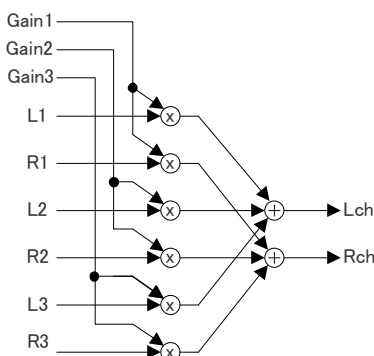 Gain1
Gain2
Gain3
L1
x
R1
x
L2
x
+
Lch
R2
x
+
Rch
L3
x
R3
x